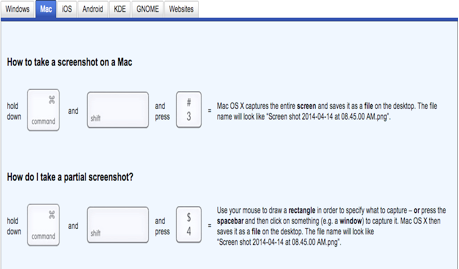 Windows Mac iOS Android KDE GNOME Websites
How to take a screenshot on a Mac
hold down ⌘ command and shift and press # 3 = Mac OS X captures the entire screen and saves it as a file on the desktop. The file
name will look like "Screen shot 2014-04-14 at 08.45.00 AM.png".
How do I take a partial screenshot?
hold down ⌘ command and shift and press $ 4 = Use your mouse to draw a rectangle in order to specify what to capture – or press the
spacebar and then click on something (e.g. a window) to capture it. Mac OS X then
saves it as a file on the desktop. The file name will look like
"Screen shot 2014-04-14 at 08.45.00 AM.png".